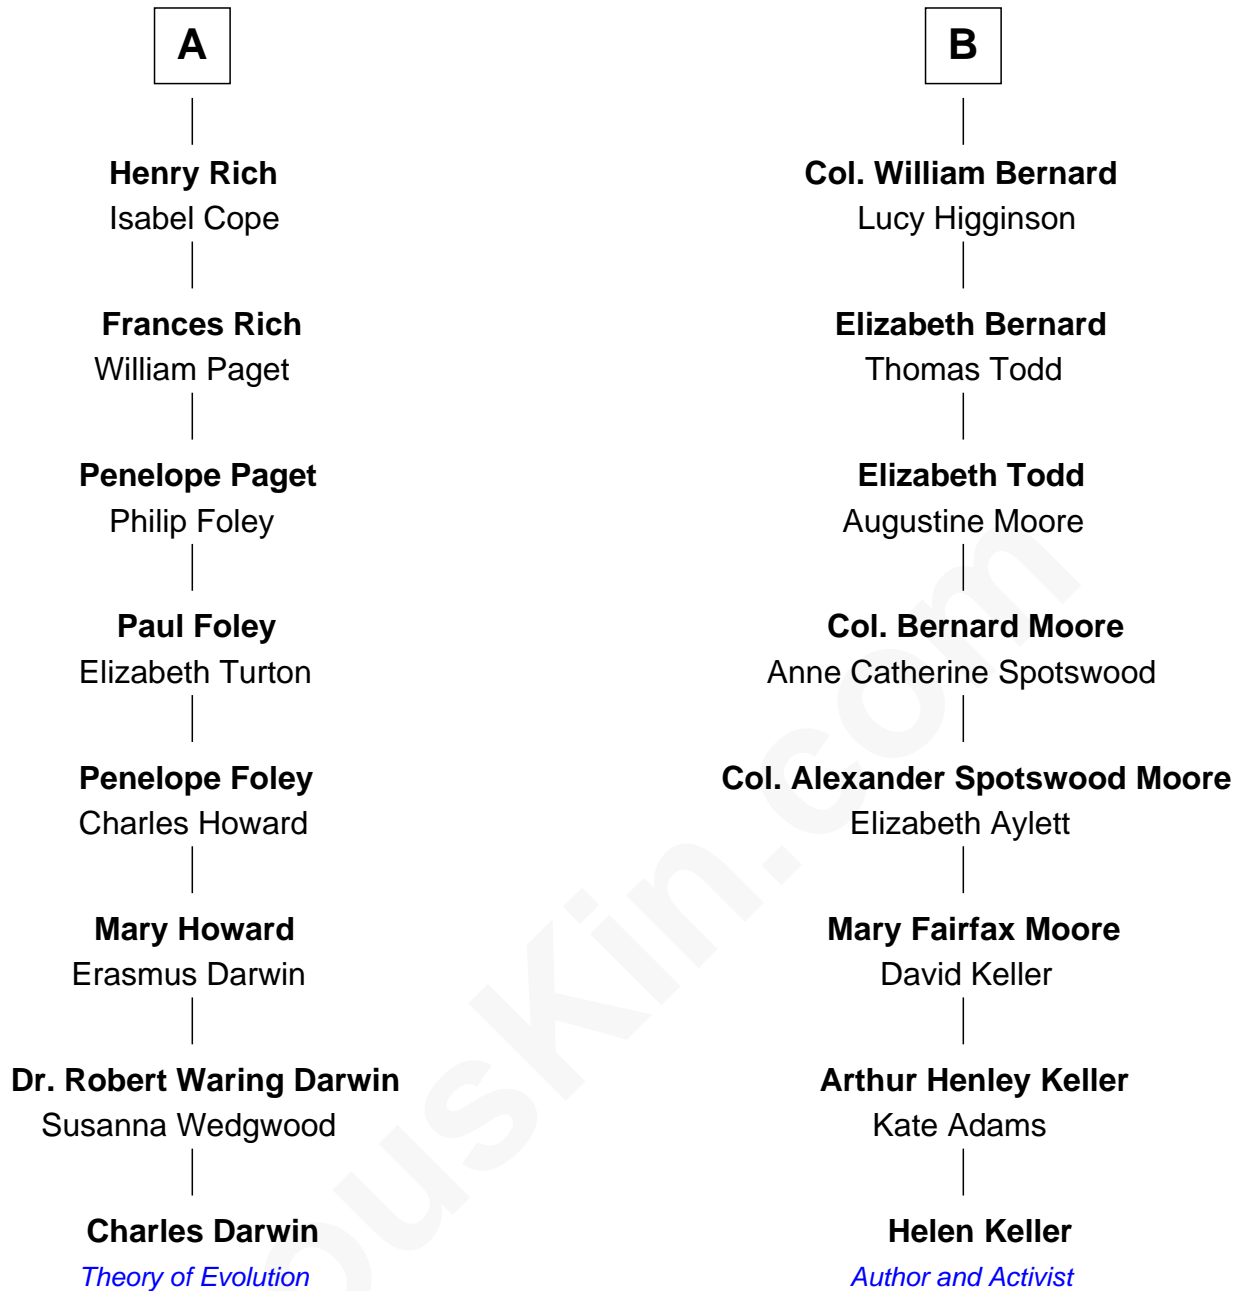 A
Henry Rich
Isabel Cope
Frances Rich
William Paget
Penelope Paget
Philip Foley
Paul Foley
Elizabeth Turton
Penelope Foley
Charles Howard
Mary Howard
Erasmus Darwin
Dr. Robert Waring Darwin
Susanna Wedgwood
Charles Darwin
Theory of Evolution
B
Col. William Bernard
Lucy Higginson
Elizabeth Bernard
Thomas Todd
Elizabeth Todd
Augustine Moore
Col. Bernard Moore
Anne Catherine Spotswood
Col. Alexander Spotswood Moore
Elizabeth Aylett
Mary Fairfax Moore
David Keller
Arthur Henley Keller
Kate Adams
Helen Keller
Author and Activist
ousKin.com